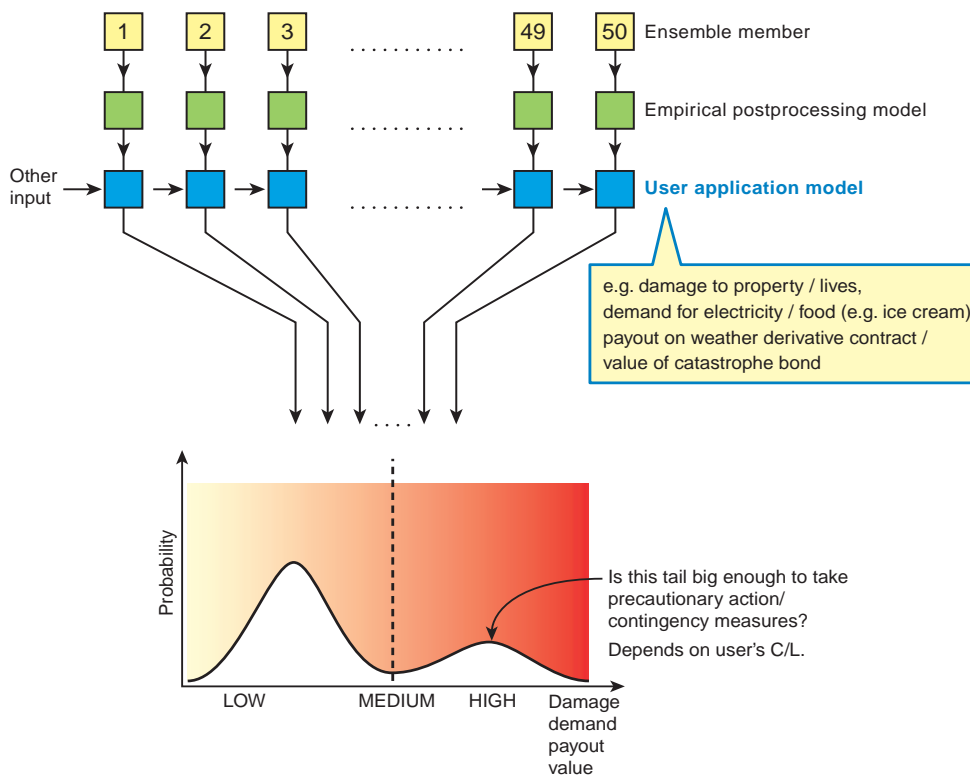 1 2 3 .......... 49 50 Ensemble member
Empirical postprocessing model
..........
Other
input
User application model
..........
e.g. damage to property / lives,
demand for electricity / food (e.g. ice cream)
payout on weather derivative contract /
value of catastrophe bond
....
Probability
Is this tail big enough to take
precautionary action/
contingency measures?
Depends on user's C/L.
LOW MEDIUM HIGH Damage
demand
payout
value